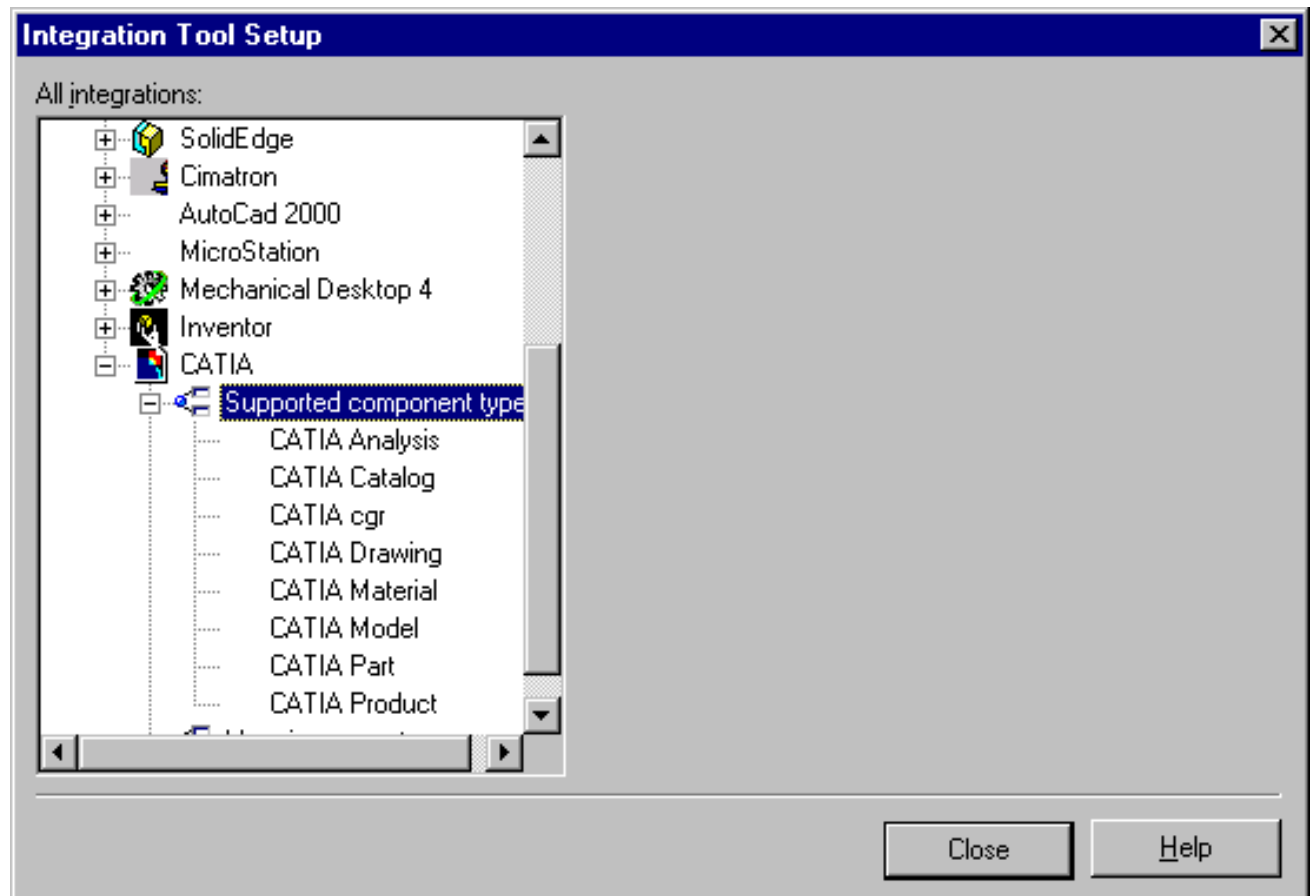 Integration Tool Setup
All integrations:
SolidEdge
Cimatron
AutoCad 2000
MicroStation
Mechanical Desktop 4
Inventor
CATIA
Supported component type
CATIA Analysis
CATIA Catalog
CATIA cgr
CATIA Drawing
CATIA Material
CATIA Model
CATIA Part
CATIA Product
Close
Help